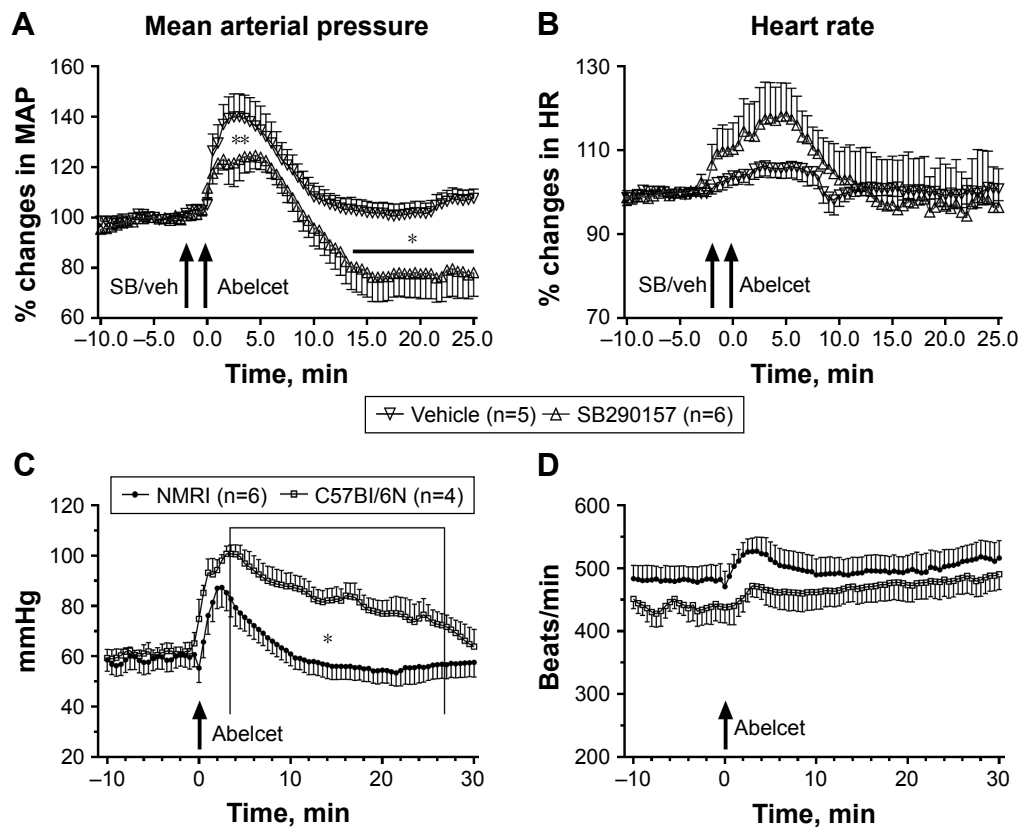 A
Mean arterial pressure
% changes in MAP
160
140
120
100
80
60
**
*
SB/veh
Abelcet
–10.0 –5.0 0.0 5.0 10.0 15.0 20.0 25.0
Time, min
B
Heart rate
% changes in HR
130
110
90
70
SB/veh
Abelcet
–10.0 –5.0 0.0 5.0 10.0 15.0 20.0 25.0
Time, min
Vehicle (n=5) SB290157 (n=6)
C
NMRI (n=6) C57BI/6N (n=4)
mmHg
120
100
80
60
40
20
*
Abelcet
–10 0 10 20 30
Time, min
D
Beats/min
600
500
400
300
200
Abelcet
–10 0 10 20 30
Time, min